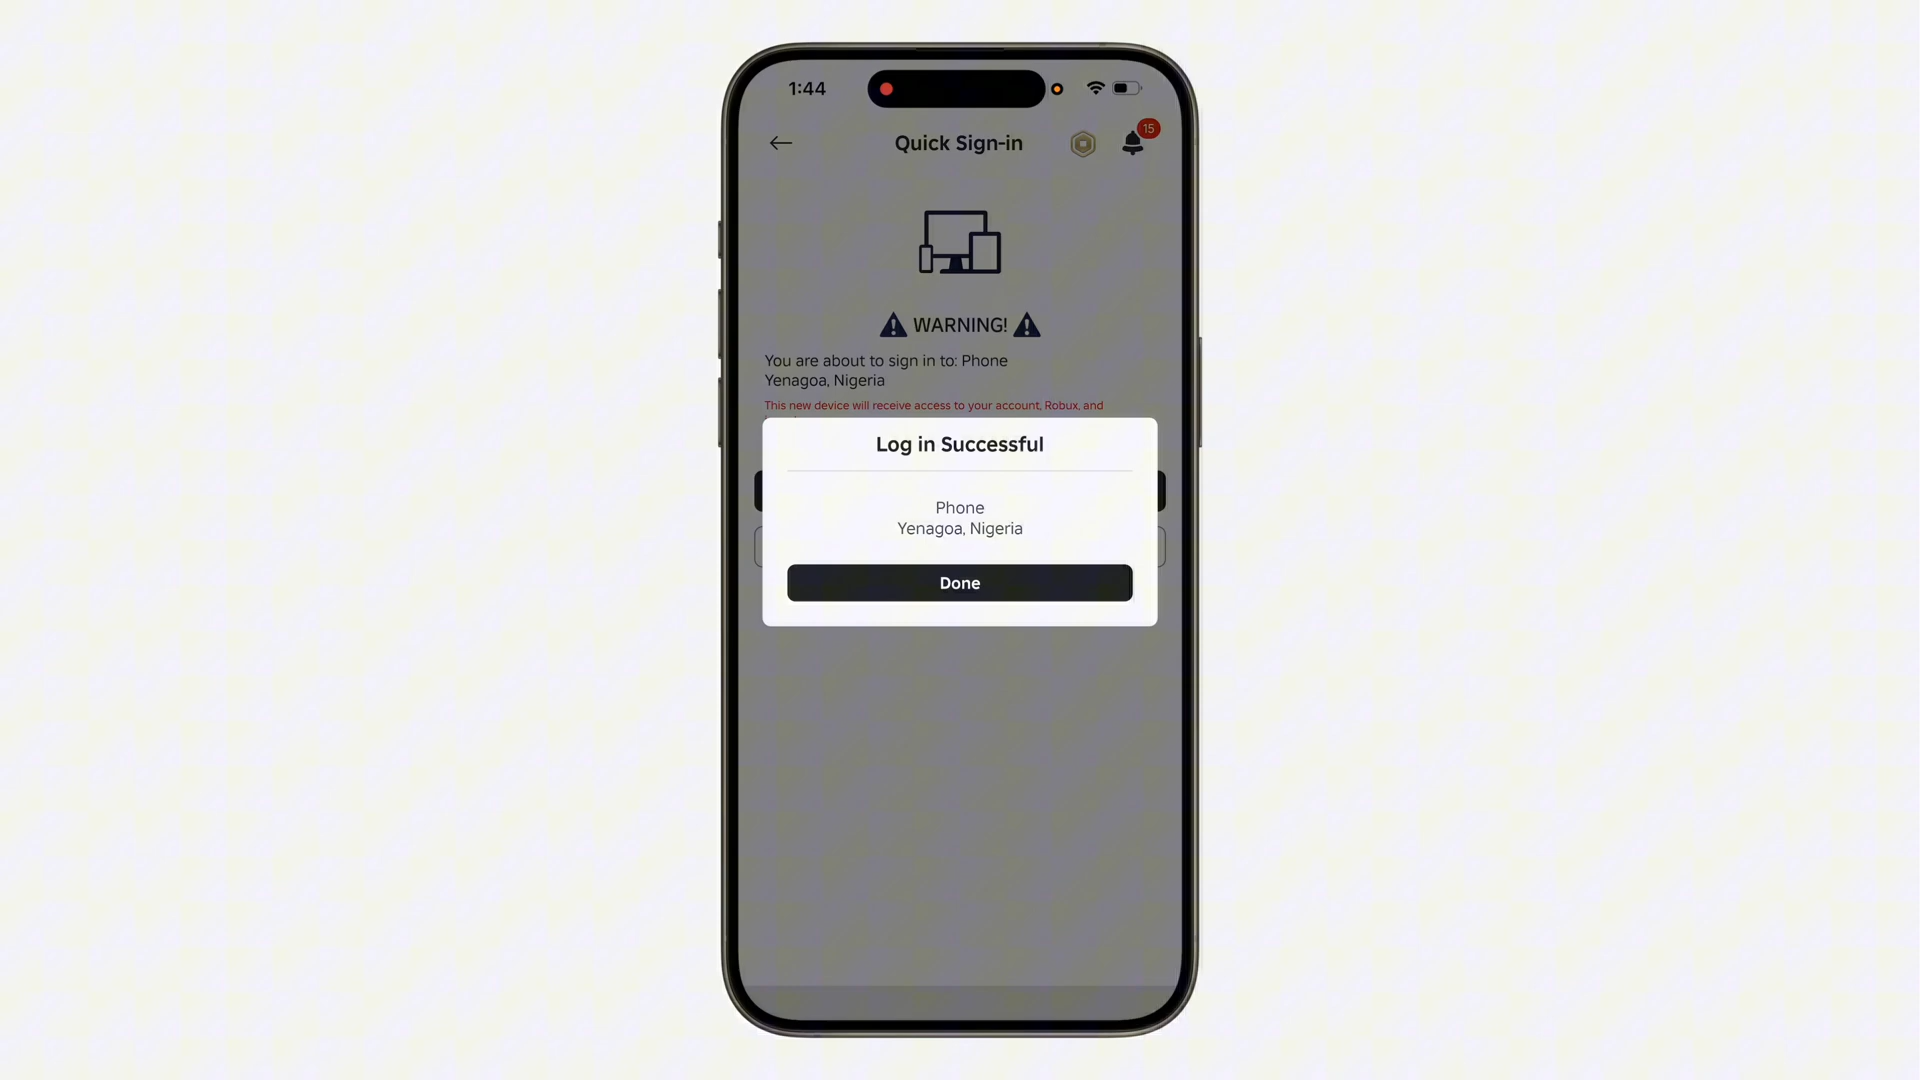 1:44
Quick Sign-in
15
WARNING!
You are about to sign in to: Phone
Yenagoa, Nigeria
This new device will receive access to your account, Robux, and
Log in Successful
Phone
Yenagoa, Nigeria
Done